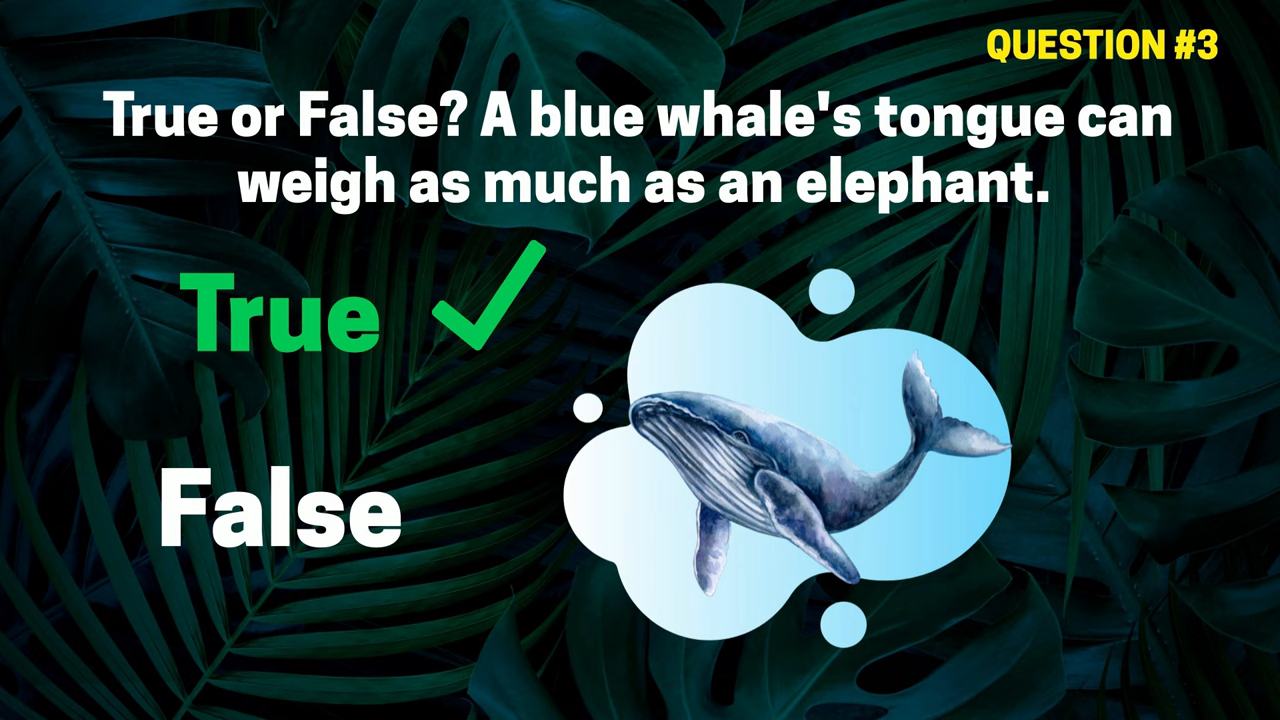 QUESTION #3
True or False? A blue whale's tongue can
weigh as much as an elephant.
True
False